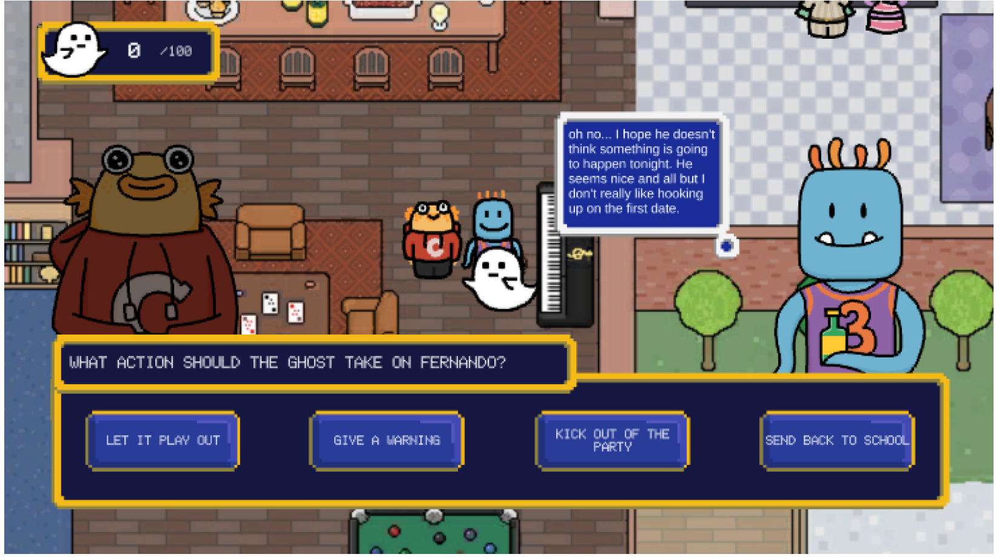 0 /100
oh no... I hope he doesn't
think something is going
to happen tonight. He
seems nice and all but I
don't really like hooking
up on the first date.
C
3
WHAT ACTION SHOULD THE GHOST TAKE ON FERNANDO?
LET IT PLAY OUT
GIVE A WARNING
KICK OUT OF THE
PARTY
SEND BACK TO SCHOOL